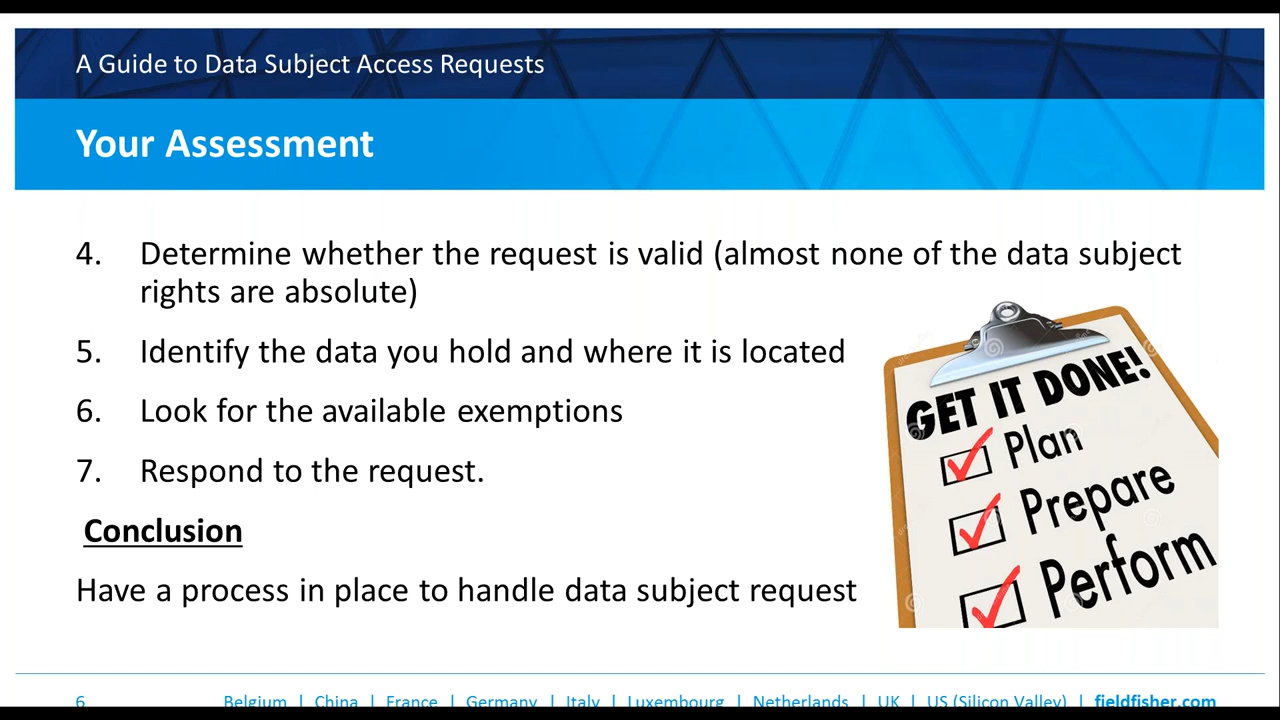 A Guide to Data Subject Access Requests
Your Assessment
4. Determine whether the request is valid (almost none of the data subject
rights are absolute)
5. Identify the data you hold and where it is located
6. Look for the available exemptions
7. Respond to the request.
Conclusion
Have a process in place to handle data subject request
GET IT DONE!
Plan
Prepare
Perform
6 Belgium | China | France | Germany | Italy | Luxembourg | Netherlands | UK | US (Silicon Valley) | fieldfisher.com